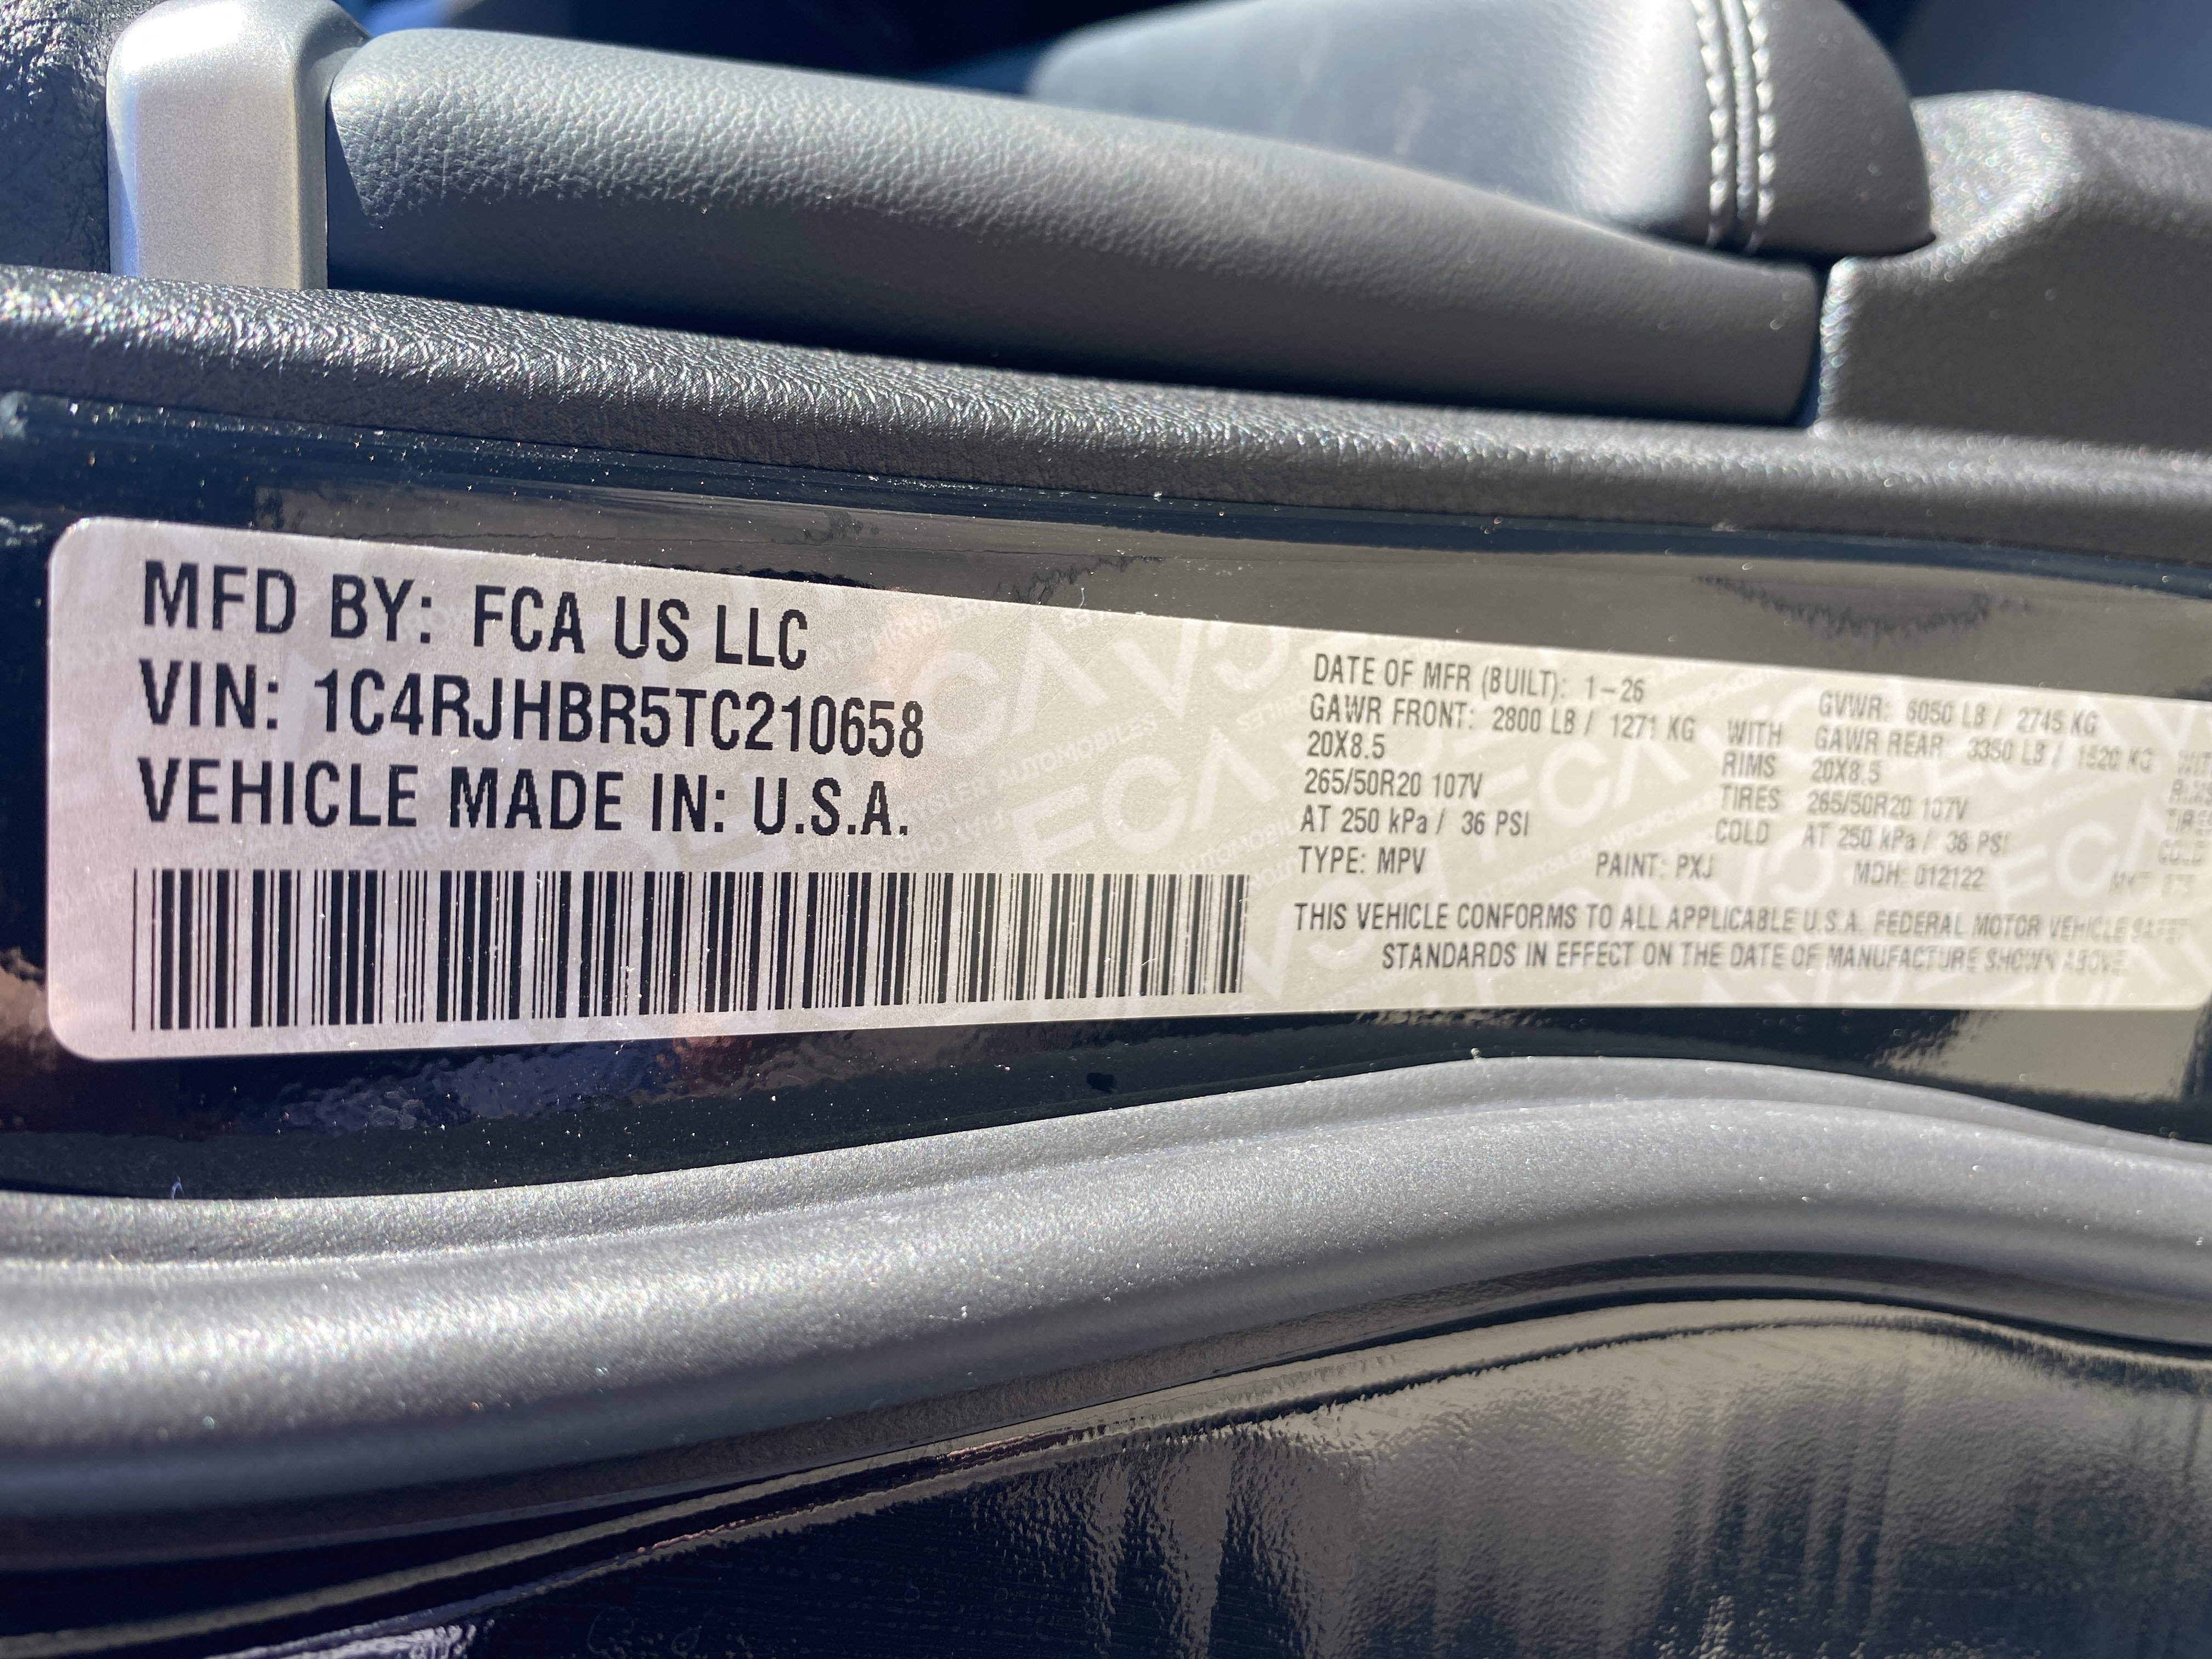 MFD BY: FCA US LLC
VIN: 1C4RJHBR5TC210658
VEHICLE MADE IN: U.S.A.
DATE OF MFR (BUILT): 1-26 GVWR: 6050 LB / 2745 KG
GAWR FRONT: 2800 LB / 1271 KG WITH GAWR REAR: 3350 LB / 1520 KG
20X8.5 RIMS 20X8.5
265/50R20 107V TIRES 265/50R20 107V
AT 250 kPa / 36 PSI COLD AT 250 kPa / 36 PSI COLD
TYPE: MPV PAINT: PXJ MDH: 012122
THIS VEHICLE CONFORMS TO ALL APPLICABLE U.S.A. FEDERAL MOTOR VEHICLE
STANDARDS IN EFFECT ON THE DATE OF MANUFACTURE SHOWN ABOVE.